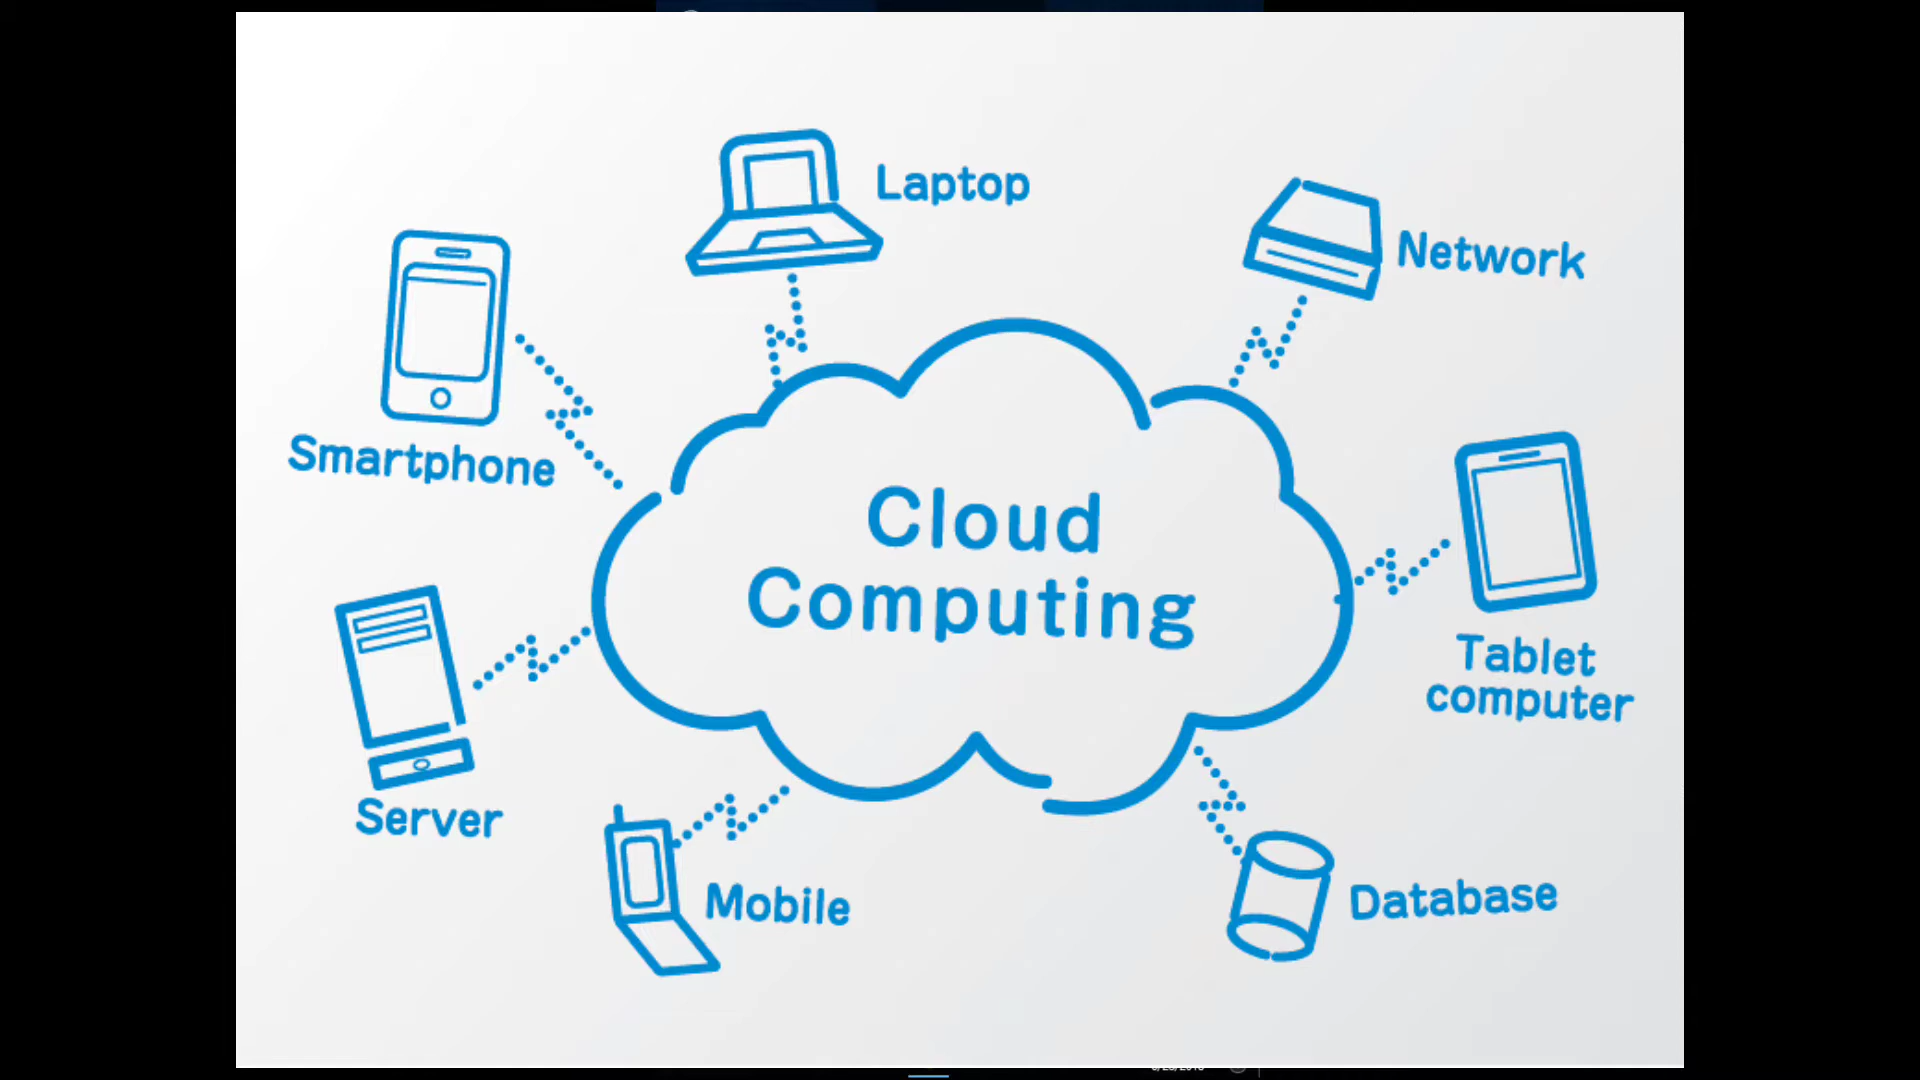 Laptop
Network
Smartphone
Cloud
Computing
Tablet
computer
Server
Mobile
Database